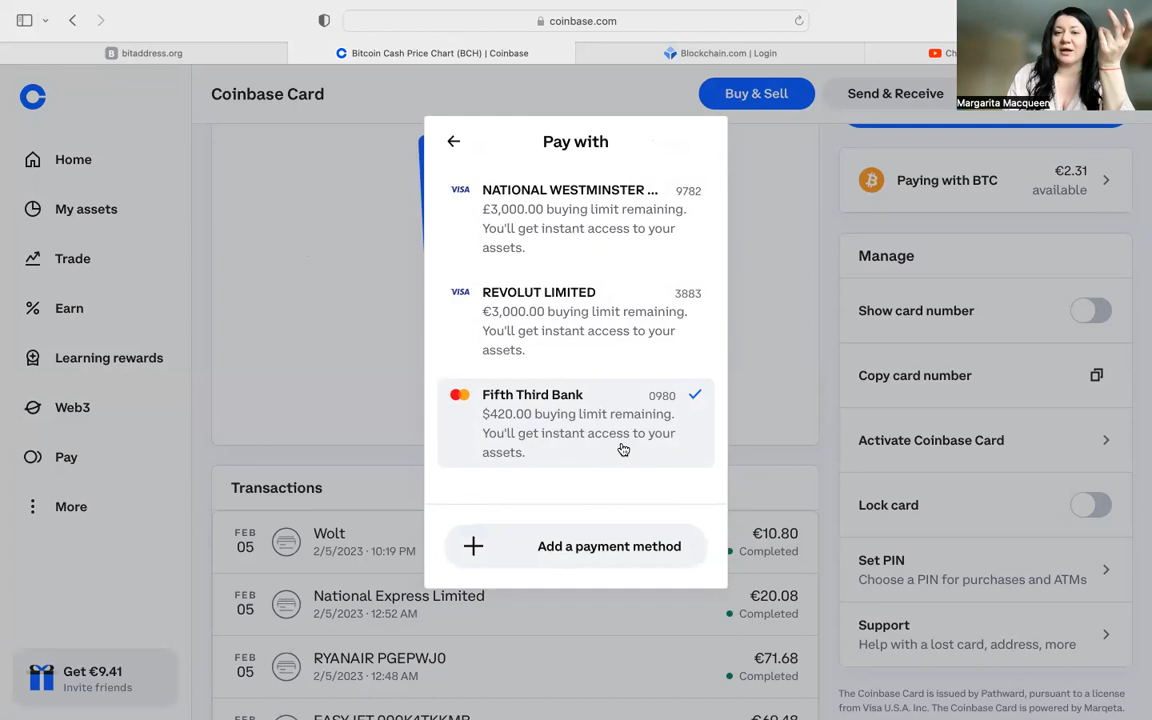 coinbase.com
bitaddress.org
Bitcoin Cash Price Chart (BCH) | Coinbase
Blockchain.com | Login
Ch
Margarita Macqueen
Coinbase Card
Buy & Sell
Send & Receive
Home
My assets
Trade
Earn
Learning rewards
Web3
Pay
More
Get €9.41
Invite friends
Pay with
VISA NATIONAL WESTMINSTER ... 9782
£3,000.00 buying limit remaining.
You'll get instant access to your
assets.
VISA REVOLUT LIMITED 3883
€3,000.00 buying limit remaining.
You'll get instant access to your
assets.
Fifth Third Bank 0980
$420.00 buying limit remaining.
You'll get instant access to your
assets.
Add a payment method
Paying with BTC
€2.31
available
Manage
Show card number
Copy card number
Activate Coinbase Card
Lock card
Set PIN
Choose a PIN for purchases and ATMs
Support
Help with a lost card, address, more
The Coinbase Card is issued by Pathward, pursuant to a license
from Visa U.S.A. Inc. The Coinbase Card is powered by Marqeta.
Transactions
FEB
05
Wolt
2/5/2023 · 10:19 PM
€10.80
Completed
FEB
05
National Express Limited
2/5/2023 · 12:52 AM
€20.08
Completed
FEB
05
RYANAIR PGEPWJ0
2/5/2023 · 12:48 AM
€71.68
Completed
FEB